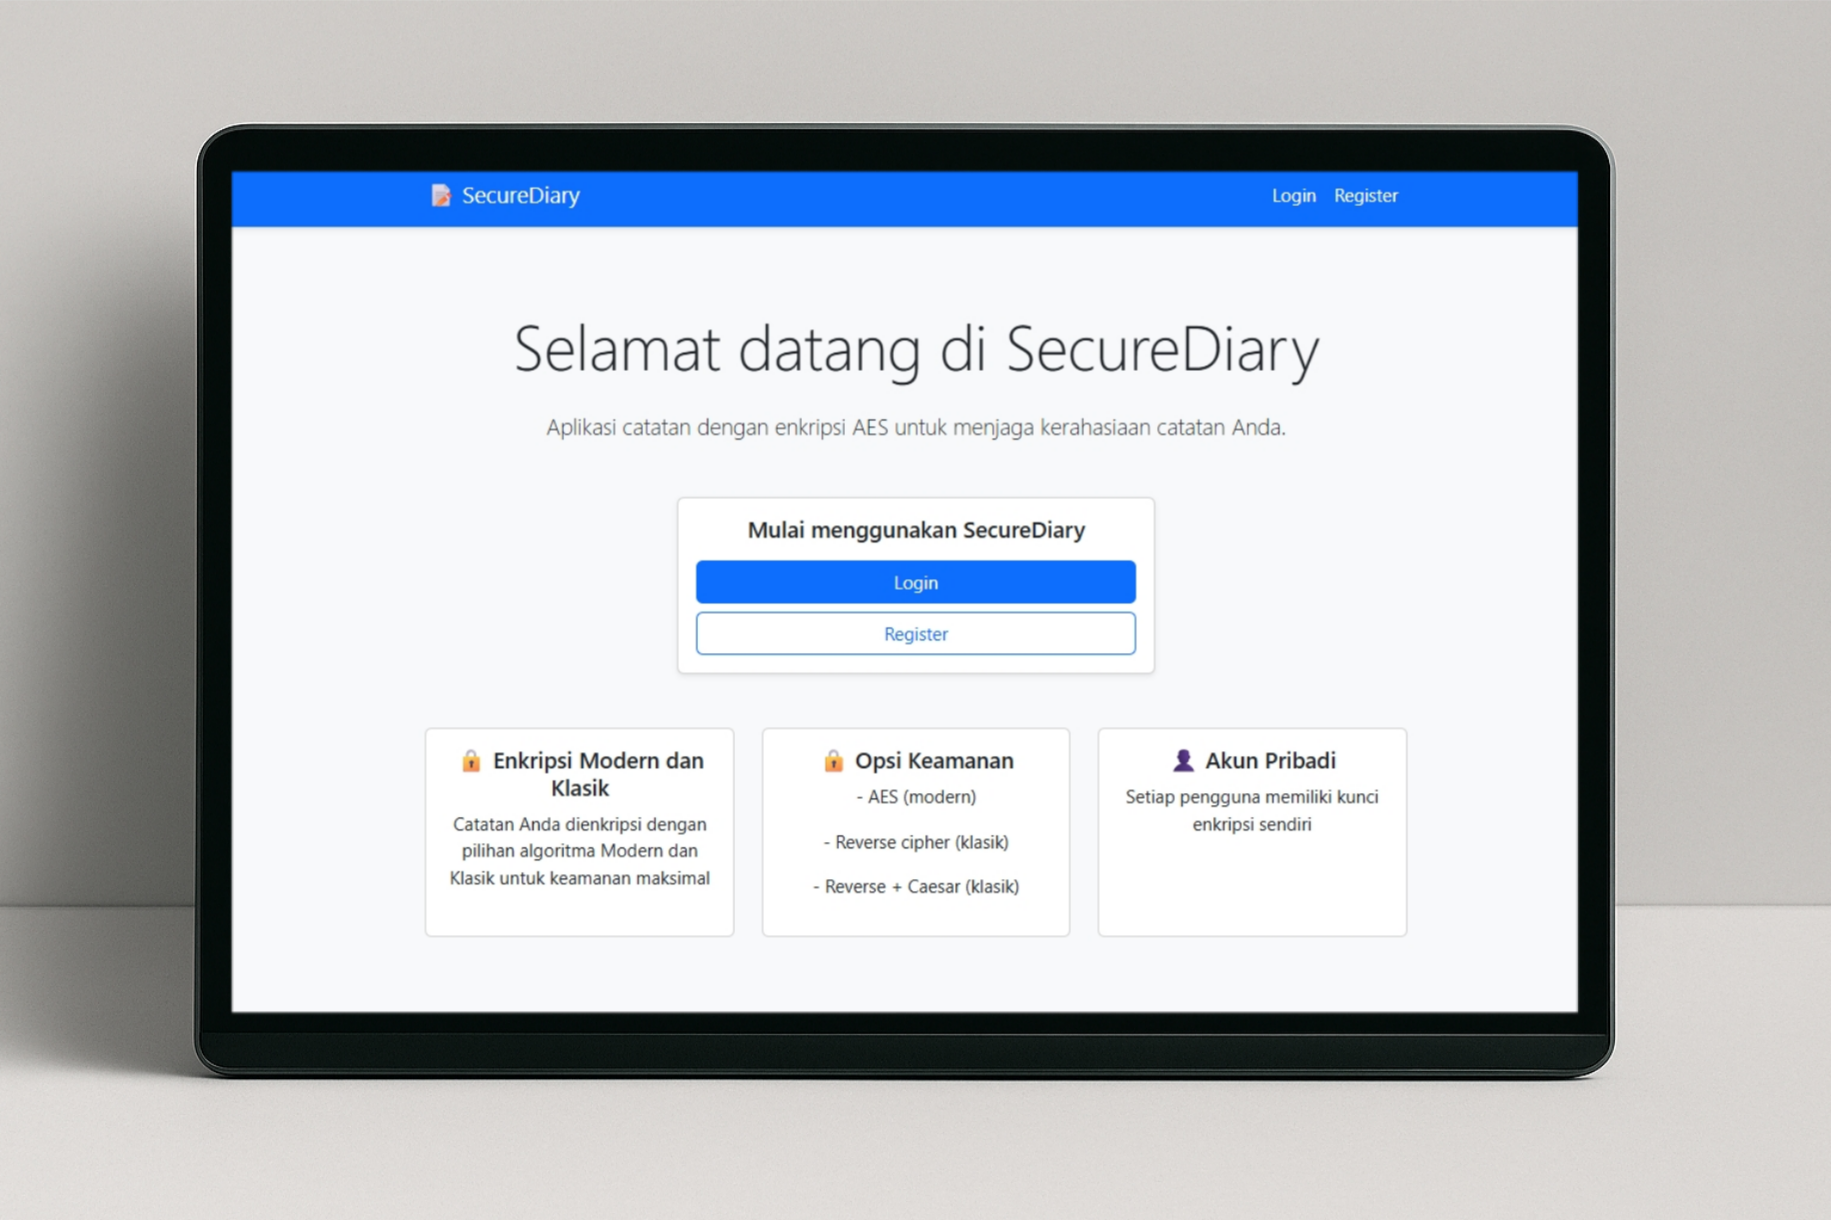 SecureDiary
Login Register
Selamat datang di SecureDiary
Aplikasi catatan dengan enkripsi AES untuk menjaga kerahasiaan catatan Anda.
Mulai menggunakan SecureDiary
Login
Register
Enkripsi Modern dan
Klasik
Catatan Anda dienkripsi dengan
pilihan algoritma Modern dan
Klasik untuk keamanan maksimal
Opsi Keamanan
- AES (modern)
- Reverse cipher (klasik)
- Reverse + Caesar (klasik)
Akun Pribadi
Setiap pengguna memiliki kunci
enkripsi sendiri